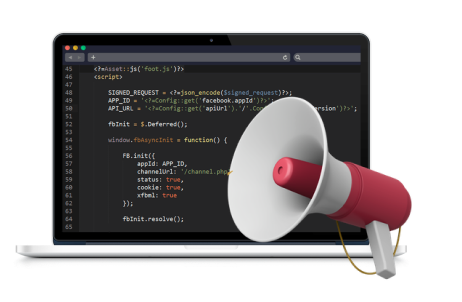 45 <?=Asset::js('foot.js')?>
46 <script>
47
48 SIGNED_REQUEST = <?=json_encode($signed_request)?>;
49 APP_ID = '<?=Config::get('facebook.appId')?>';
50 API_URL = '<?=Config::get('apiUrl').'/'.Con ersion')?>';
51
52 fbInit = $.Deferred();
53
54 window.fbAsyncInit = function() {
55
56 FB.init({
57 appId: APP_ID,
58 channelUrl: '/channel.php
59 status: true,
60 cookie: true,
61 xfbml: true
62 });
63
64 fbInit.resolve();
65